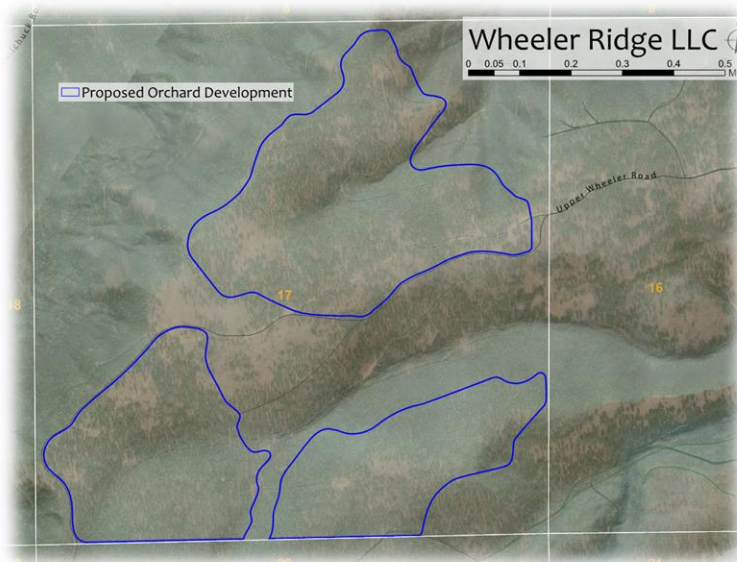 Wheeler Ridge LLC
0 0.05 0.1 0.2 0.3 0.4 0.5
Proposed Orchard Development
Upper Wheeler Road
17
16